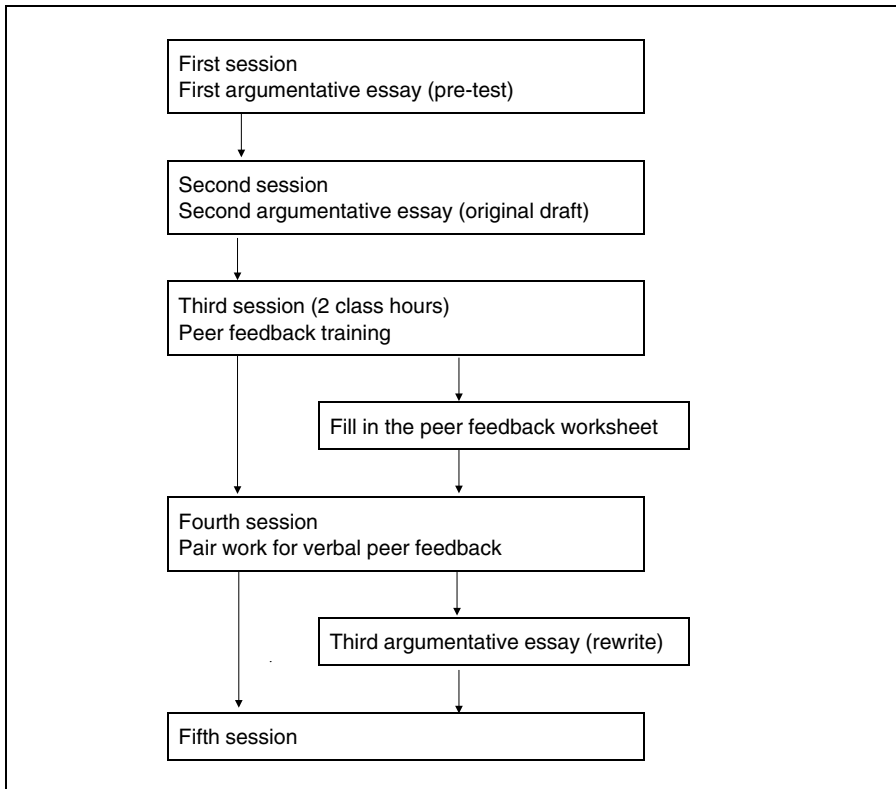 First session
First argumentative essay (pre-test)
Second session
Second argumentative essay (original draft)
Third session (2 class hours)
Peer feedback training
Fill in the peer feedback worksheet
Fourth session
Pair work for verbal peer feedback
Third argumentative essay (rewrite)
Fifth session